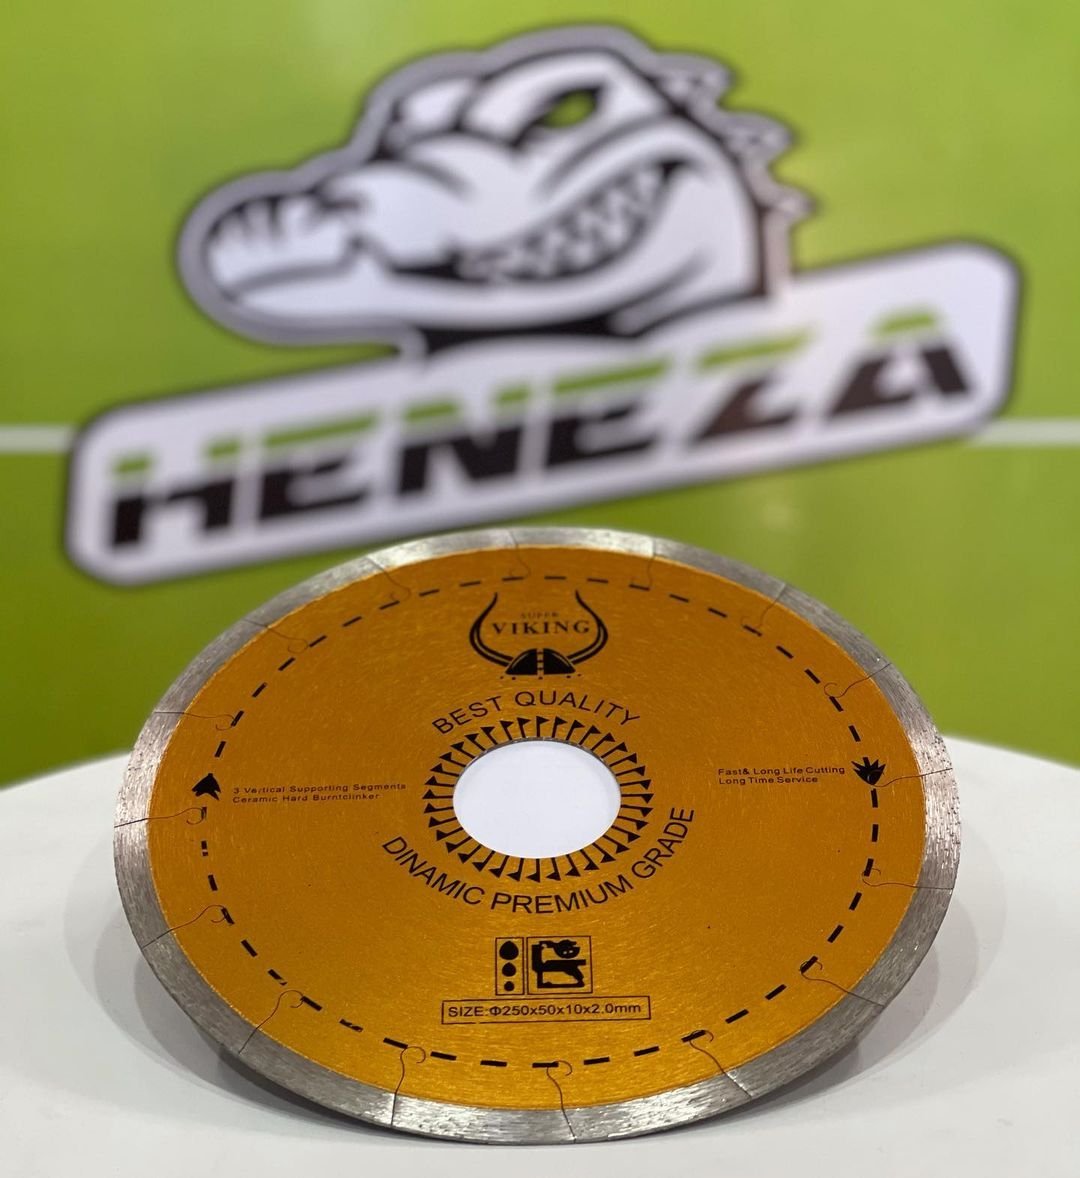 HENEZA
SUPER
VIKING
BEST QUALITY
3 Vertical Supporting Segments
Ceramic Hard Burntclinker
Fast& Long Life Cutting
Long Time Service
DINAMIC PREMIUM GRADE
SIZE:Φ250x50x10x2.0mm